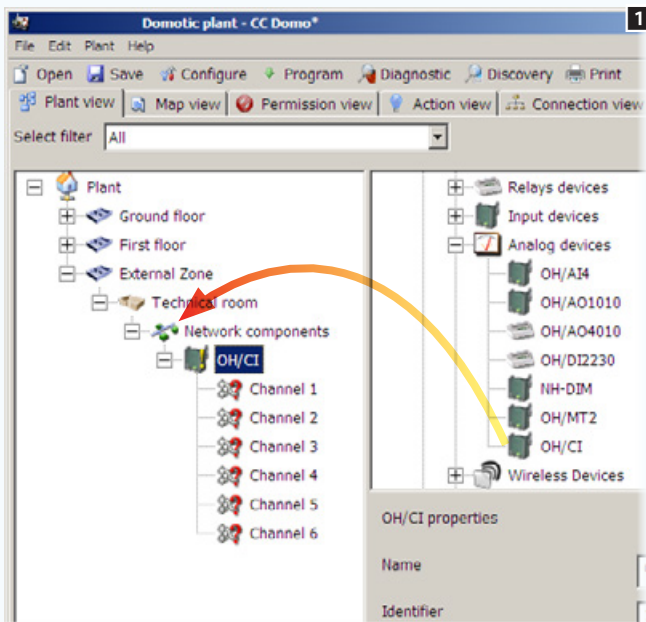 Domotic plant - CC Domo*
1
File Edit Plant Help
Open Save Configure Program Diagnostic Discovery Print
Plant view Map view Permission view Action view Connection view
Select filter All
Plant
Ground floor
First floor
External Zone
Technical room
Network components
OH/CI
Channel 1
Channel 2
Channel 3
Channel 4
Channel 5
Channel 6
Relays devices
Input devices
Analog devices
OH/AI4
OH/AO1010
OH/AO4010
OH/DI2230
NH-DIM
OH/MT2
OH/CI
Wireless Devices
OH/CI properties
Name
Identifier